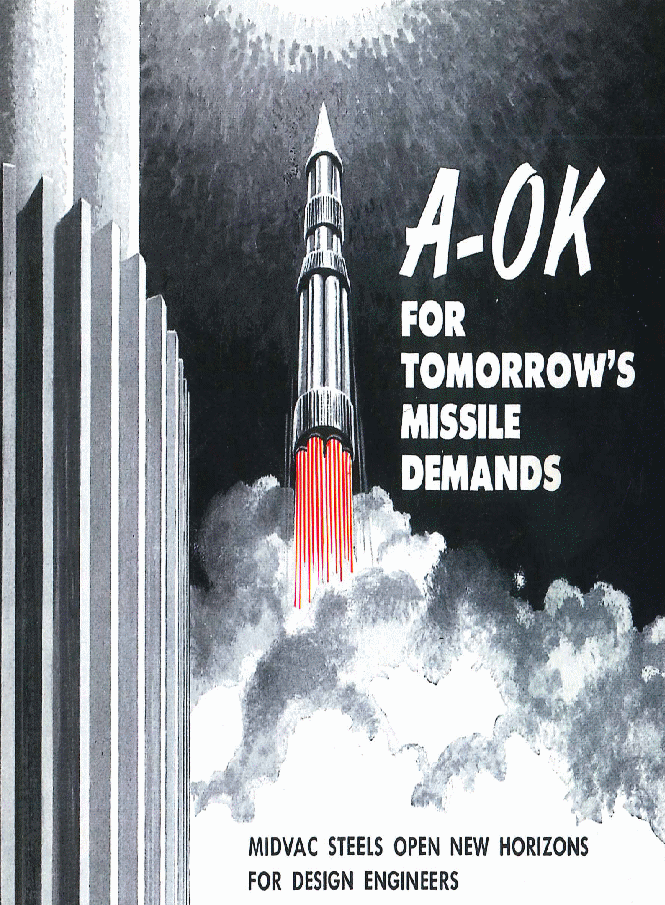 A-OK
FOR
TOMORROW'S
MISSILE
DEMANDS
MIDVAC STEELS OPEN NEW HORIZONS
FOR DESIGN ENGINEERS